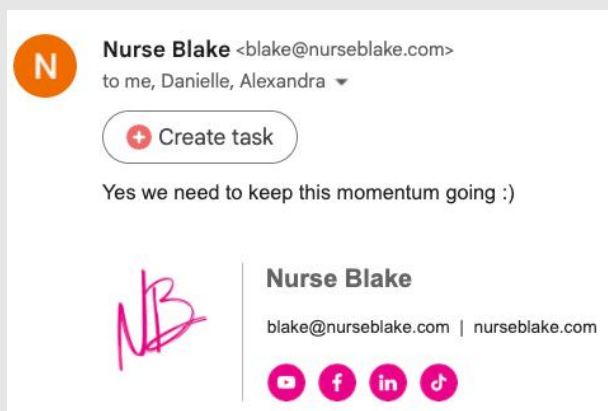 N
Nurse Blake <blake@nurseblake.com>
to me, Danielle, Alexandra
Create task
Yes we need to keep this momentum going :)
NB
Nurse Blake
blake@nurseblake.com | nurseblake.com
f in